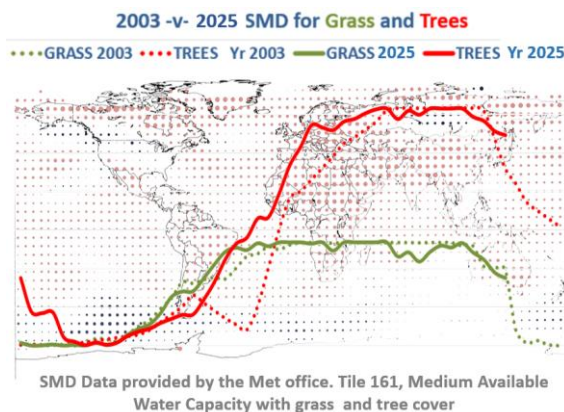 2003 -v- 2025 SMD for Grass and Trees
GRASS 2003 TREES Yr 2003 GRASS 2025 TREES Yr 2025
SMD Data provided by the Met office. Tile 161, Medium Available
Water Capacity with grass and tree cover